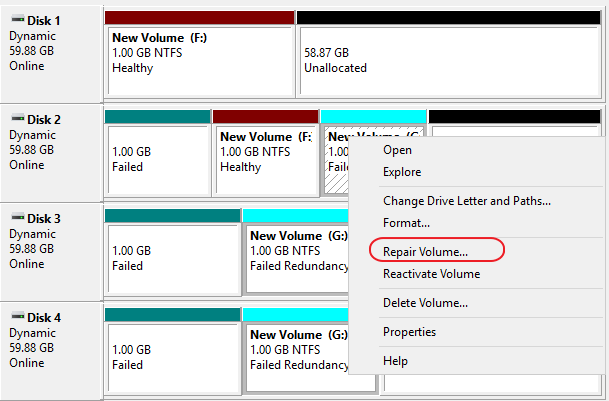 Disk 1
Dynamic
59.88 GB
Online
New Volume (F:)
1.00 GB NTFS
Healthy
58.87 GB
Unallocated
Disk 2
Dynamic
59.88 GB
Online
1.00 GB
Failed
New Volume (F:
1.00 GB NTFS
Healthy
New Volume (G
1.00
Fail
Disk 3
Dynamic
59.88 GB
Online
1.00 GB
Failed
New Volume (G:)
1.00 GB NTFS
Failed Redundancy
Disk 4
Dynamic
59.88 GB
Online
1.00 GB
Failed
New Volume (G:)
1.00 GB NTFS
Failed Redundancy
Open
Explore
Change Drive Letter and Paths...
Format...
Repair Volume...
Reactivate Volume
Delete Volume...
Properties
Help